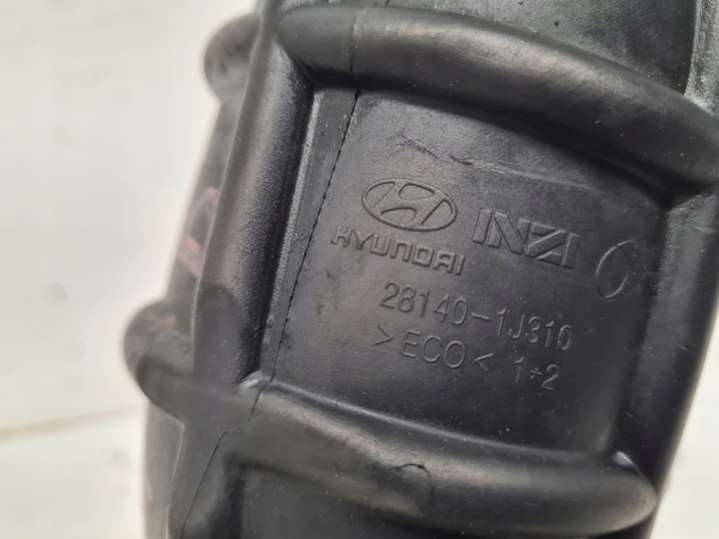 HYUNDAI INZI
28140-1J310
>ECO< 1+2